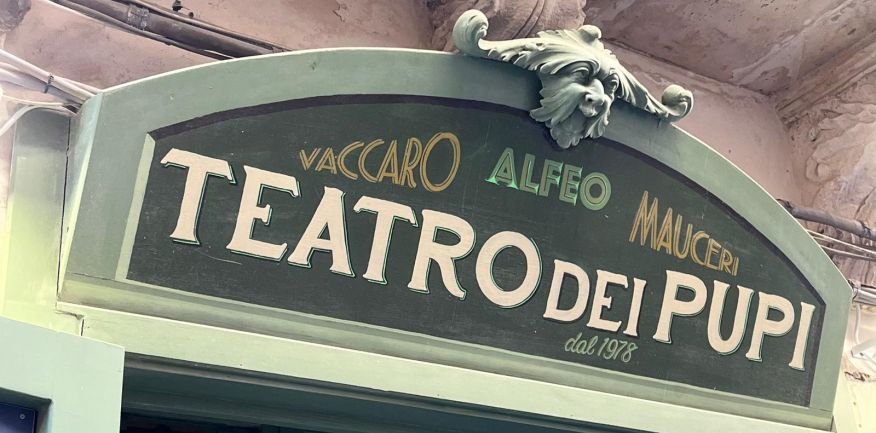 VACCARO ALFEO MAUCERI
TEATRO DEI PUPI
dal 1978